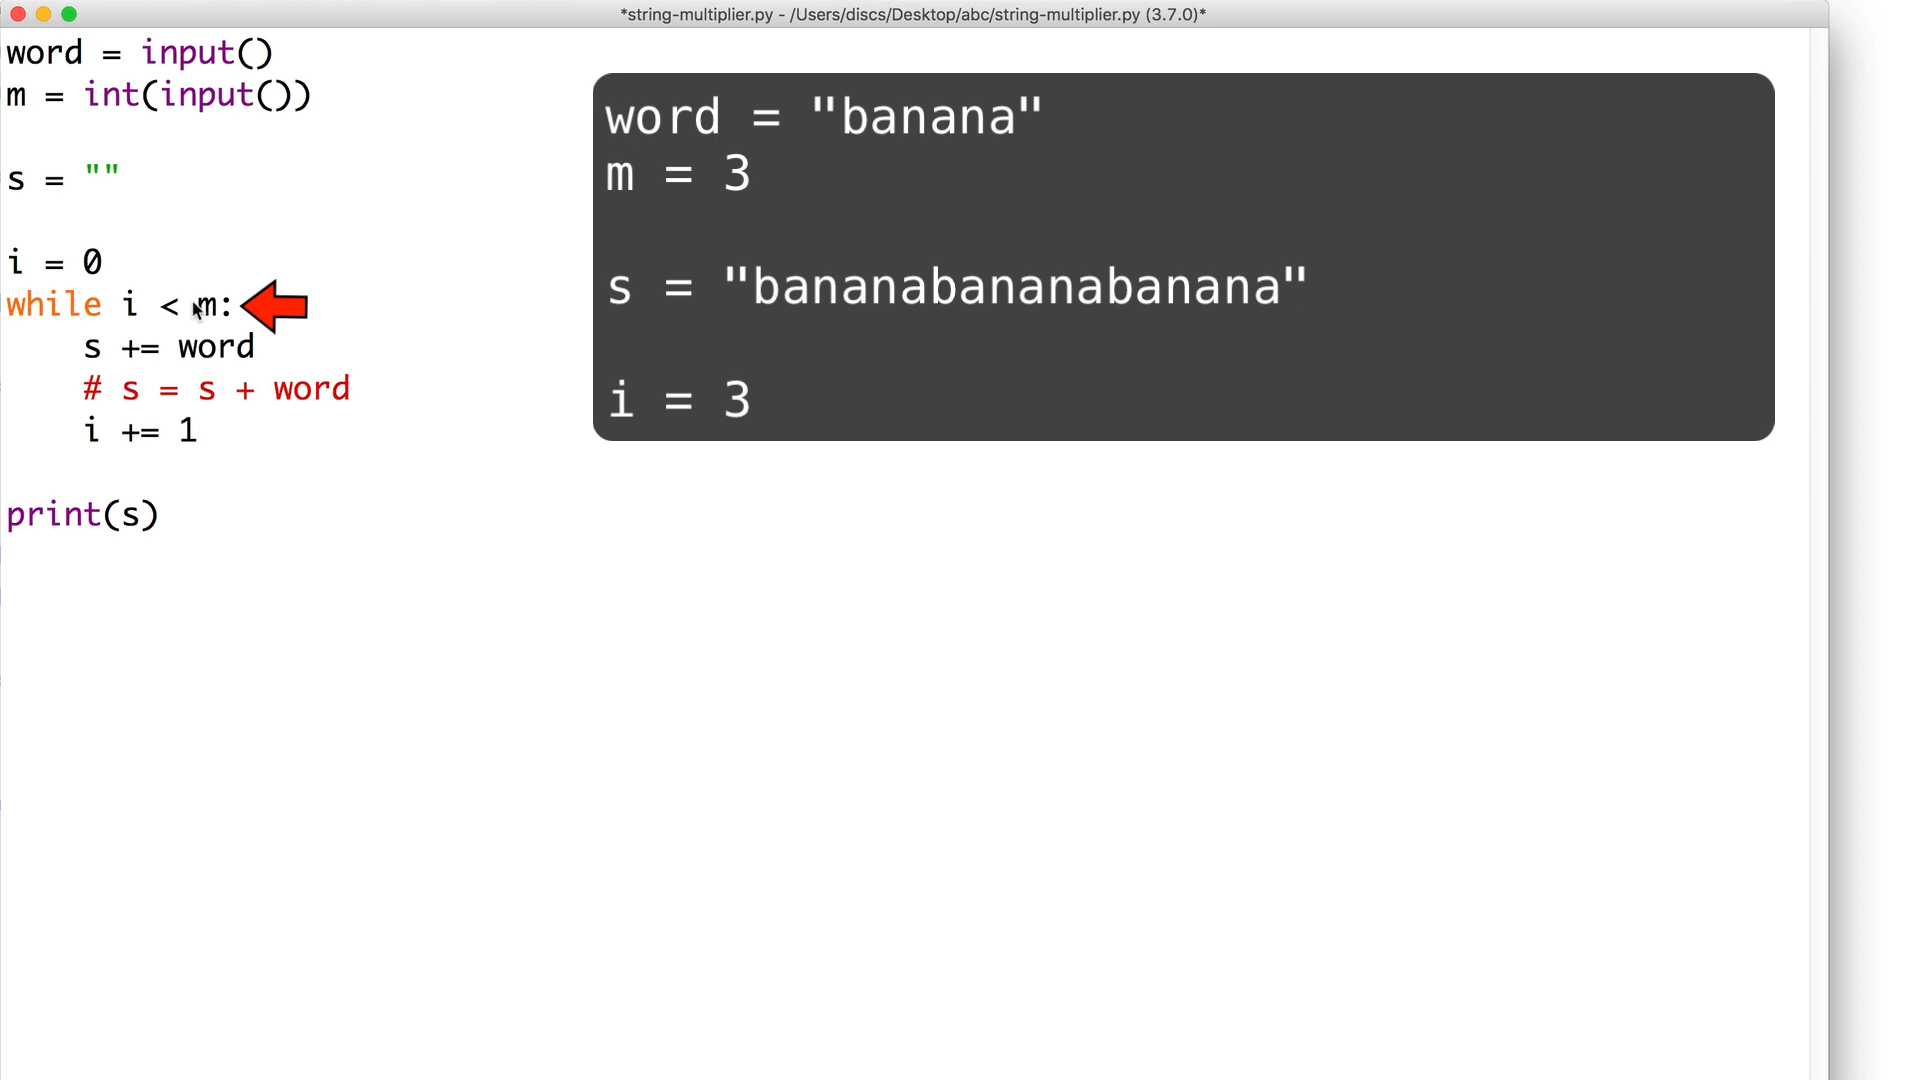 *string-multiplier.py - /Users/discs/Desktop/abc/string-multiplier.py (3.7.0)*
word = input()
m = int(input())
s = ""
i = 0
while i < m:
    s += word
    # s = s + word
    i += 1
print(s)
word = "banana"
m = 3
s = "bananabananabanana"
i = 3